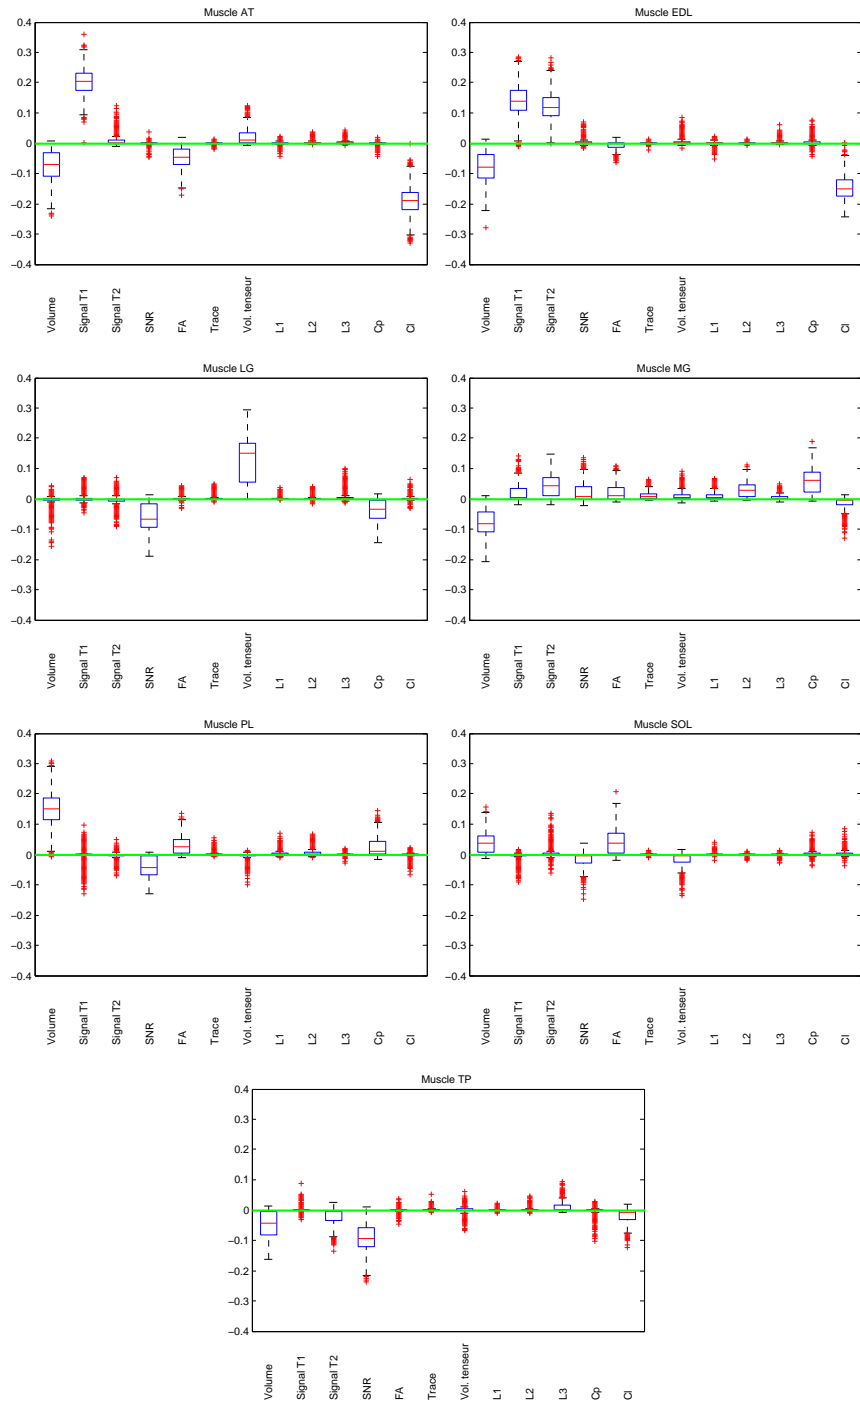 Muscle AT
0.4
0.3
0.2
0.1
0
−0.1
−0.2
−0.3
−0.4
Volume
Signal T1
Signal T2
SNR
FA
Trace
Vol. tenseur
L1
L2
L3
Cp
Cl
Muscle EDL
0.4
0.3
0.2
0.1
0
−0.1
−0.2
−0.3
−0.4
Volume
Signal T1
Signal T2
SNR
FA
Trace
Vol. tenseur
L1
L2
L3
Cp
Cl
Muscle LG
0.4
0.3
0.2
0.1
0
−0.1
−0.2
−0.3
−0.4
Volume
Signal T1
Signal T2
SNR
FA
Trace
Vol. tenseur
L1
L2
L3
Cp
Cl
Muscle MG
0.4
0.3
0.2
0.1
0
−0.1
−0.2
−0.3
−0.4
Volume
Signal T1
Signal T2
SNR
FA
Trace
Vol. tenseur
L1
L2
L3
Cp
Cl
Muscle PL
0.4
0.3
0.2
0.1
0
−0.1
−0.2
−0.3
−0.4
Volume
Signal T1
Signal T2
SNR
FA
Trace
Vol. tenseur
L1
L2
L3
Cp
Cl
Muscle SOL
0.4
0.3
0.2
0.1
0
−0.1
−0.2
−0.3
−0.4
Volume
Signal T1
Signal T2
SNR
FA
Trace
Vol. tenseur
L1
L2
L3
Cp
Cl
Muscle TP
0.4
0.3
0.2
0.1
0
−0.1
−0.2
−0.3
−0.4
Volume
Signal T1
Signal T2
SNR
FA
Trace
Vol. tenseur
L1
L2
L3
Cp
Cl